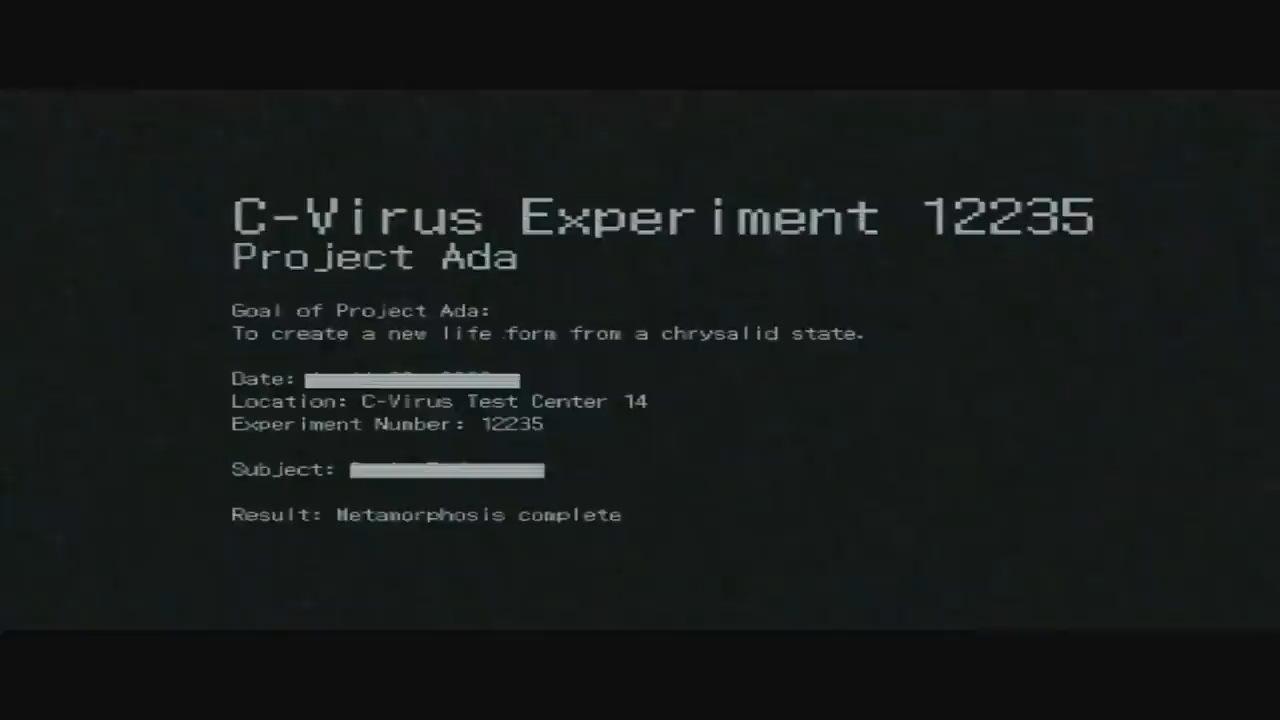 C-Virus Experiment 12235
Project Ada
Goal of Project Ada:
To create a new life form from a chrysalid state.
Date:
Location: C-Virus Test Center 14
Experiment Number: 12235
Subject:
Result: Metamorphosis complete